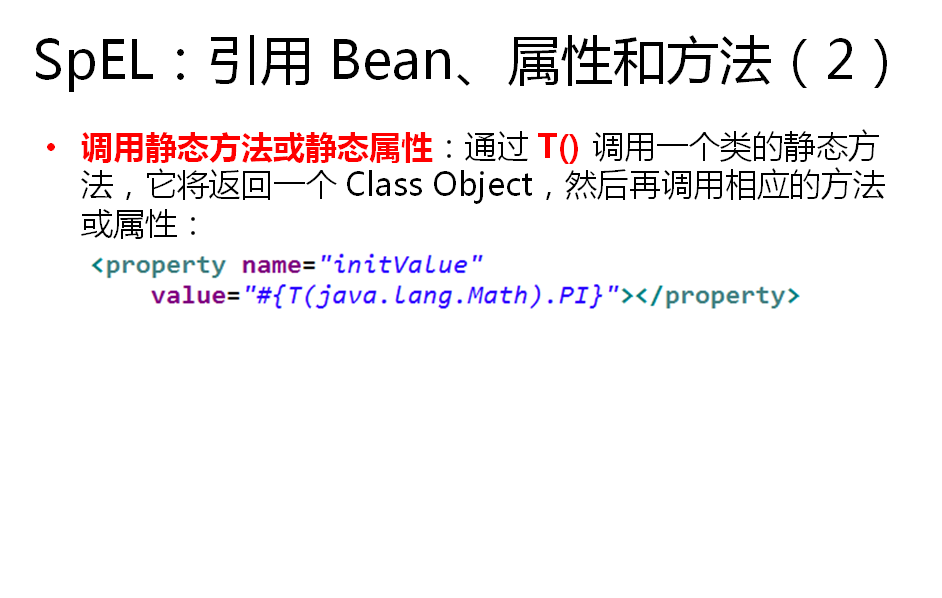 SpEL：引用 Bean、属性和方法（2）
• 调用静态方法或静态属性：通过 T() 调用一个类的静态方
法，它将返回一个 Class Object，然后再调用相应的方法
或属性：
<property name="initValue"
value="#{T(java.lang.Math).PI}"></property>